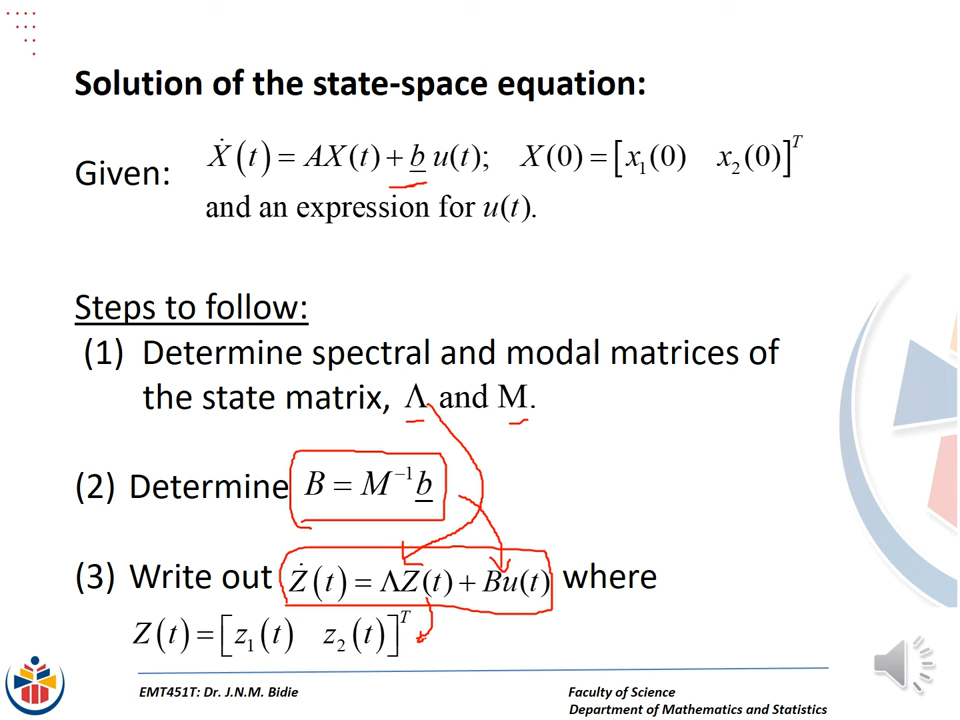 Solution of the state-space equation:
Given: Ẋ(t) = AX(t) + b u(t); X(0) = [x₁(0) x₂(0)]ᵀ
and an expression for u(t).
Steps to follow:
(1) Determine spectral and modal matrices of
the state matrix, Λ and M.
(2) Determine B = M⁻¹b
(3) Write out Ż(t) = ΛZ(t) + Bu(t) where
Z(t) = [z₁(t) z₂(t)]ᵀ
EMT451T: Dr. J.N.M. Bidie
Faculty of Science
Department of Mathematics and Statistics